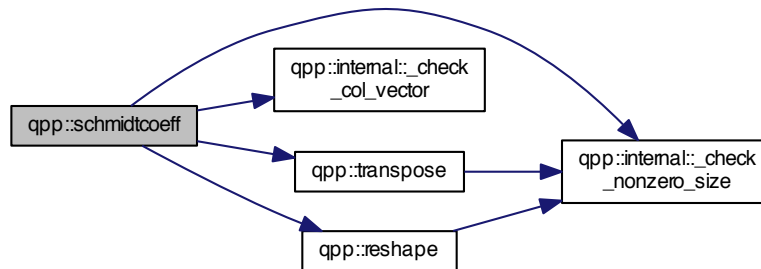 qpp::internal::_check
_col_vector
qpp::schmidtcoeff
qpp::transpose
qpp::internal::_check
_nonzero_size
qpp::reshape